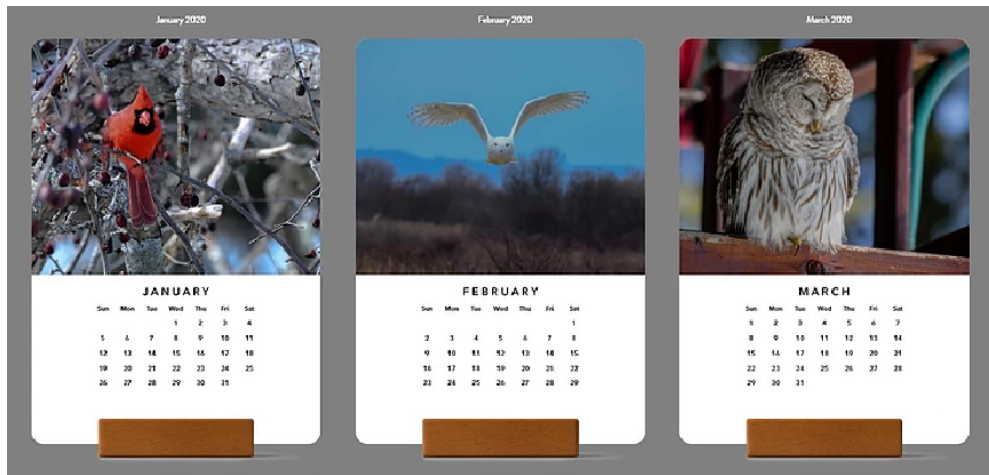 January 2020
JANUARY
Sun Mon Tue Wed Thu Fri Sat
1 2 3 4
5 6 7 8 9 10 11
12 13 14 15 16 17 18
19 20 21 22 23 24 25
26 27 28 29 30 31
February 2020
FEBRUARY
Sun Mon Tue Wed Thu Fri Sat
1
2 3 4 5 6 7 8
9 10 11 12 13 14 15
16 17 18 19 20 21 22
23 24 25 26 27 28 29
March 2020
MARCH
Sun Mon Tue Wed Thu Fri Sat
1 2 3 4 5 6 7
8 9 10 11 12 13 14
15 16 17 18 19 20 21
22 23 24 25 26 27 28
29 30 31